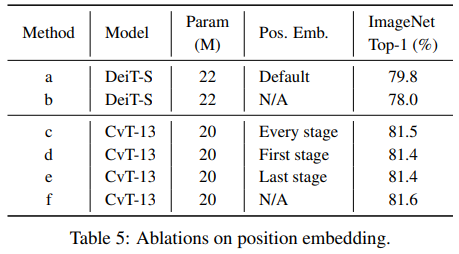 Method Model Param (M) Pos. Emb. ImageNet Top-1 (%)
a DeiT-S 22 Default 79.8
b DeiT-S 22 N/A 78.0
c CvT-13 20 Every stage 81.5
d CvT-13 20 First stage 81.4
e CvT-13 20 Last stage 81.4
f CvT-13 20 N/A 81.6
Table 5: Ablations on position embedding.